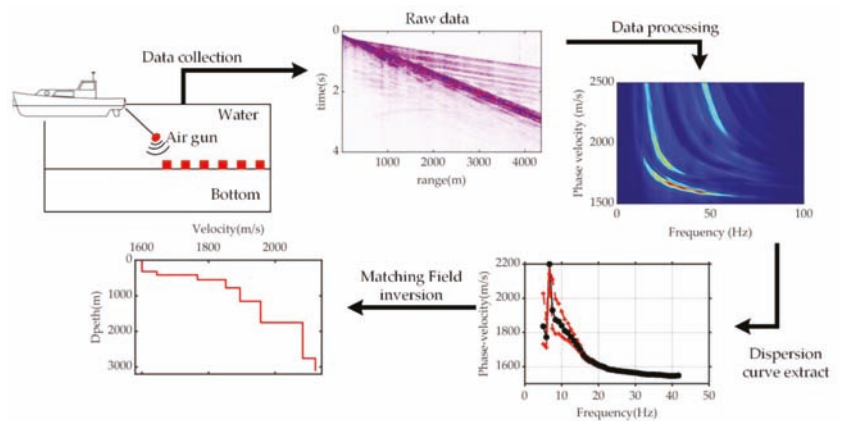 Data collection
Water
Air gun
Bottom
Raw data
0
2
4
time(s)
0
1000
2000
3000
4000
range(m)
Data processing
2500
2000
1500
Phase velocity (m/s)
0
50
100
Frequency (Hz)
Dispersion
curve extract
2200
2000
1800
1600
Phase-velocity(m/s)
0
10
20
30
40
50
Frequency(Hz)
Matching Field
inversion
Velocity(m/s)
1600
1800
2000
0
1000
2000
3000
Dpeth(m)